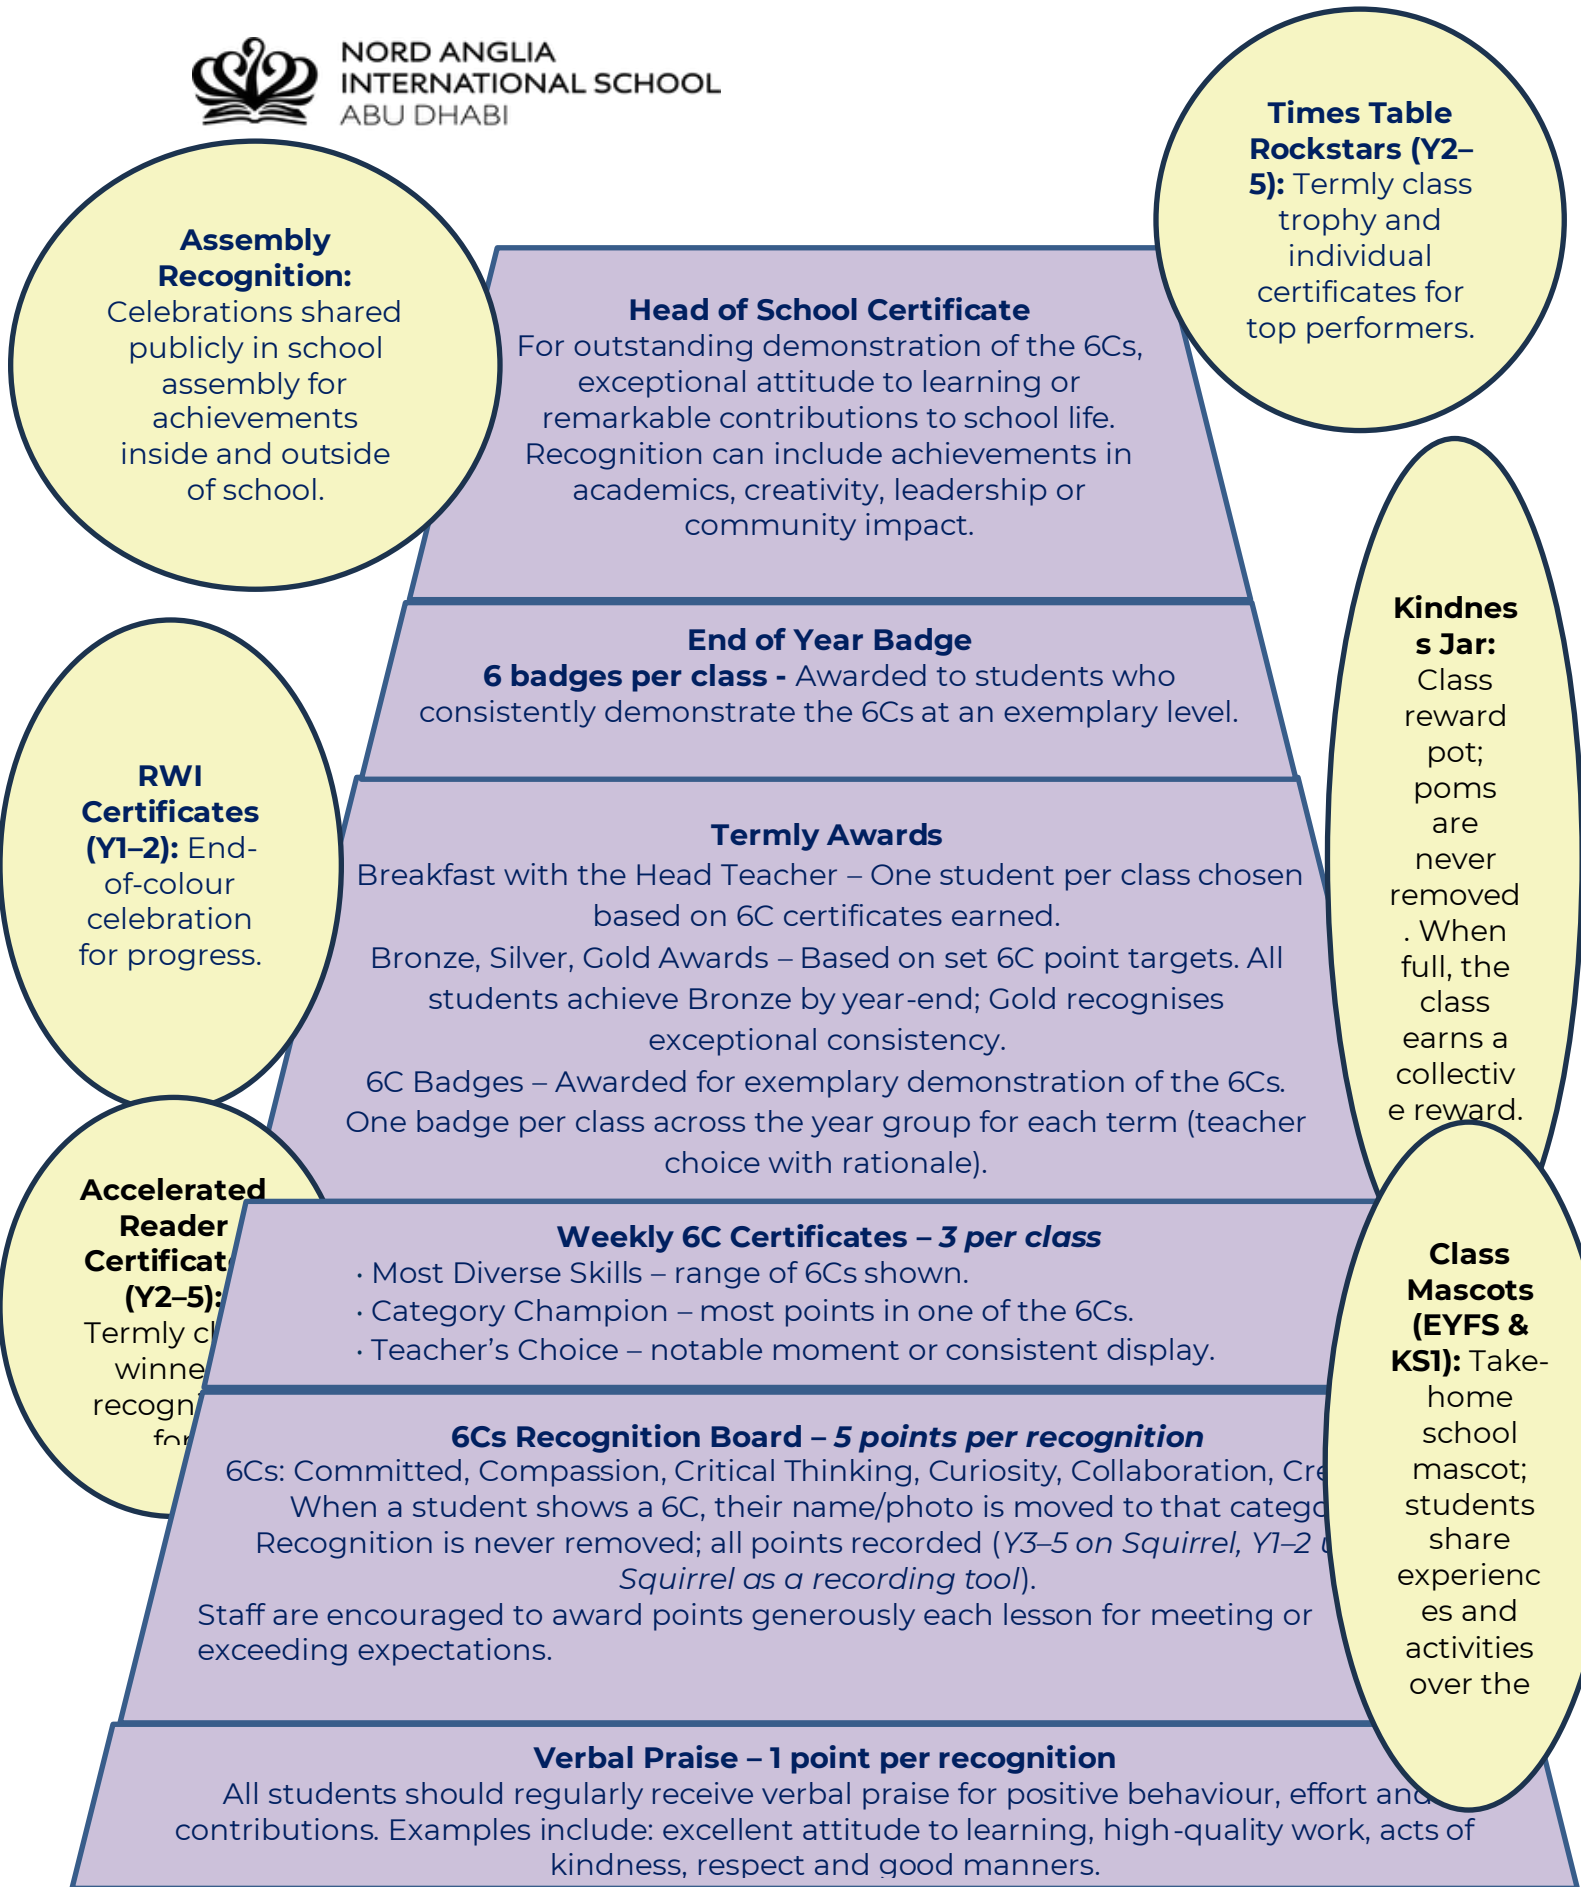 NORD ANGLIA
INTERNATIONAL SCHOOL
ABU DHABI
Times Table
Rockstars (Y2–
5): Termly class
trophy and
individual
certificates for
top performers.
Assembly
Recognition:
Celebrations shared
publicly in school
assembly for
achievements
inside and outside
of school.
Head of School Certificate
For outstanding demonstration of the 6Cs,
exceptional attitude to learning or
remarkable contributions to school life.
Recognition can include achievements in
academics, creativity, leadership or
community impact.
Kindnes
s Jar:
Class
reward
pot;
poms
are
never
removed
. When
full, the
class
earns a
collectiv
e reward.
End of Year Badge
6 badges per class - Awarded to students who
consistently demonstrate the 6Cs at an exemplary level.
RWI
Certificates
(Y1–2): End-
of-colour
celebration
for progress.
Termly Awards
Breakfast with the Head Teacher – One student per class chosen
based on 6C certificates earned.
Bronze, Silver, Gold Awards – Based on set 6C point targets. All
students achieve Bronze by year-end; Gold recognises
exceptional consistency.
6C Badges – Awarded for exemplary demonstration of the 6Cs.
One badge per class across the year group for each term (teacher
choice with rationale).
Accelerated
Reader
(Y2–5):
Termly
for
Weekly 6C Certificates – 3 per class
· Most Diverse Skills – range of 6Cs shown.
· Category Champion – most points in one of the 6Cs.
· Teacher’s Choice – notable moment or consistent display.
Class
Mascots
(EYFS &
KS1): Take-
home
school
mascot;
students
share
experienc
es and
activities
over the
6Cs Recognition Board – 5 points per recognition
6Cs: Committed, Compassion, Critical Thinking, Curiosity, Collaboration,
When a student shows a 6C, their name/photo is moved to that
Recognition is never removed; all points recorded (Y3–5 on Squirrel, Y1–2
Squirrel as a recording tool).
Staff are encouraged to award points generously each lesson for meeting or
exceeding expectations.
Verbal Praise – 1 point per recognition
All students should regularly receive verbal praise for positive behaviour, effort and
contributions. Examples include: excellent attitude to learning, high-quality work, acts of
kindness, respect and good manners.